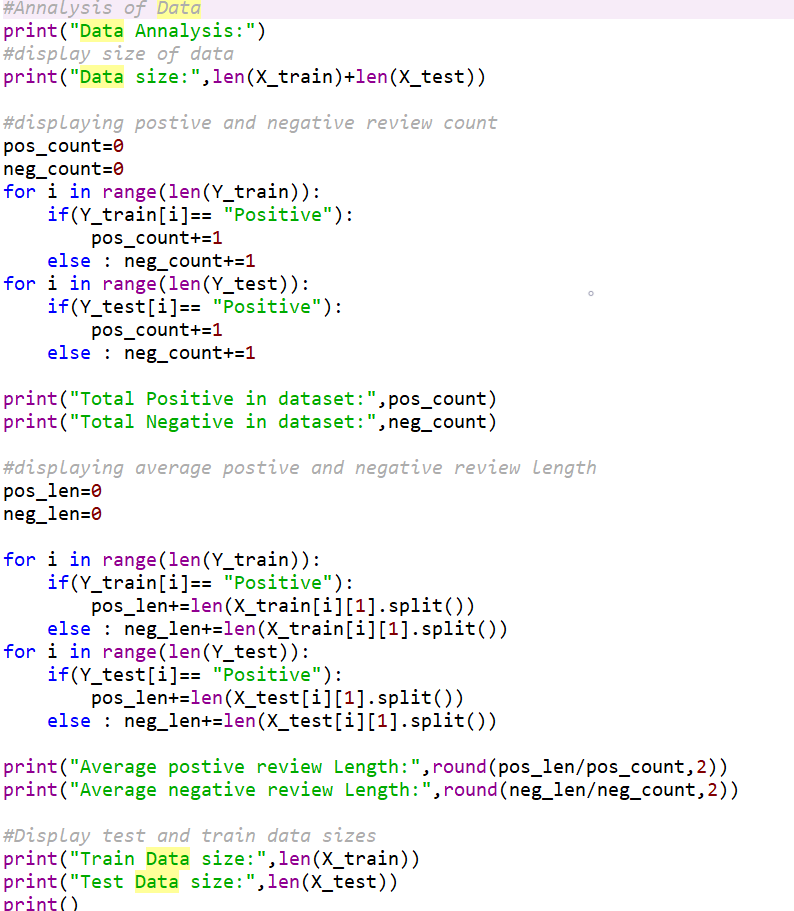 #Annalysis of Data
print("Data Annalysis:")
#display size of data
print("Data size:",len(X_train)+len(X_test))
#displaying postive and negative review count
pos_count=0
neg_count=0
for i in range(len(Y_train)):
    if(Y_train[i]== "Positive"):
        pos_count+=1
    else : neg_count+=1
for i in range(len(Y_test)):
    if(Y_test[i]== "Positive"):
        pos_count+=1
    else : neg_count+=1
print("Total Positive in dataset:",pos_count)
print("Total Negative in dataset:",neg_count)
#displaying average postive and negative review length
pos_len=0
neg_len=0
for i in range(len(Y_train)):
    if(Y_train[i]== "Positive"):
        pos_len+=len(X_train[i][1].split())
    else : neg_len+=len(X_train[i][1].split())
for i in range(len(Y_test)):
    if(Y_test[i]== "Positive"):
        pos_len+=len(X_test[i][1].split())
    else : neg_len+=len(X_test[i][1].split())
print("Average postive review Length:",round(pos_len/pos_count,2))
print("Average negative review Length:",round(neg_len/neg_count,2))
#Display test and train data sizes
print("Train Data size:",len(X_train))
print("Test Data size:",len(X_test))
print()